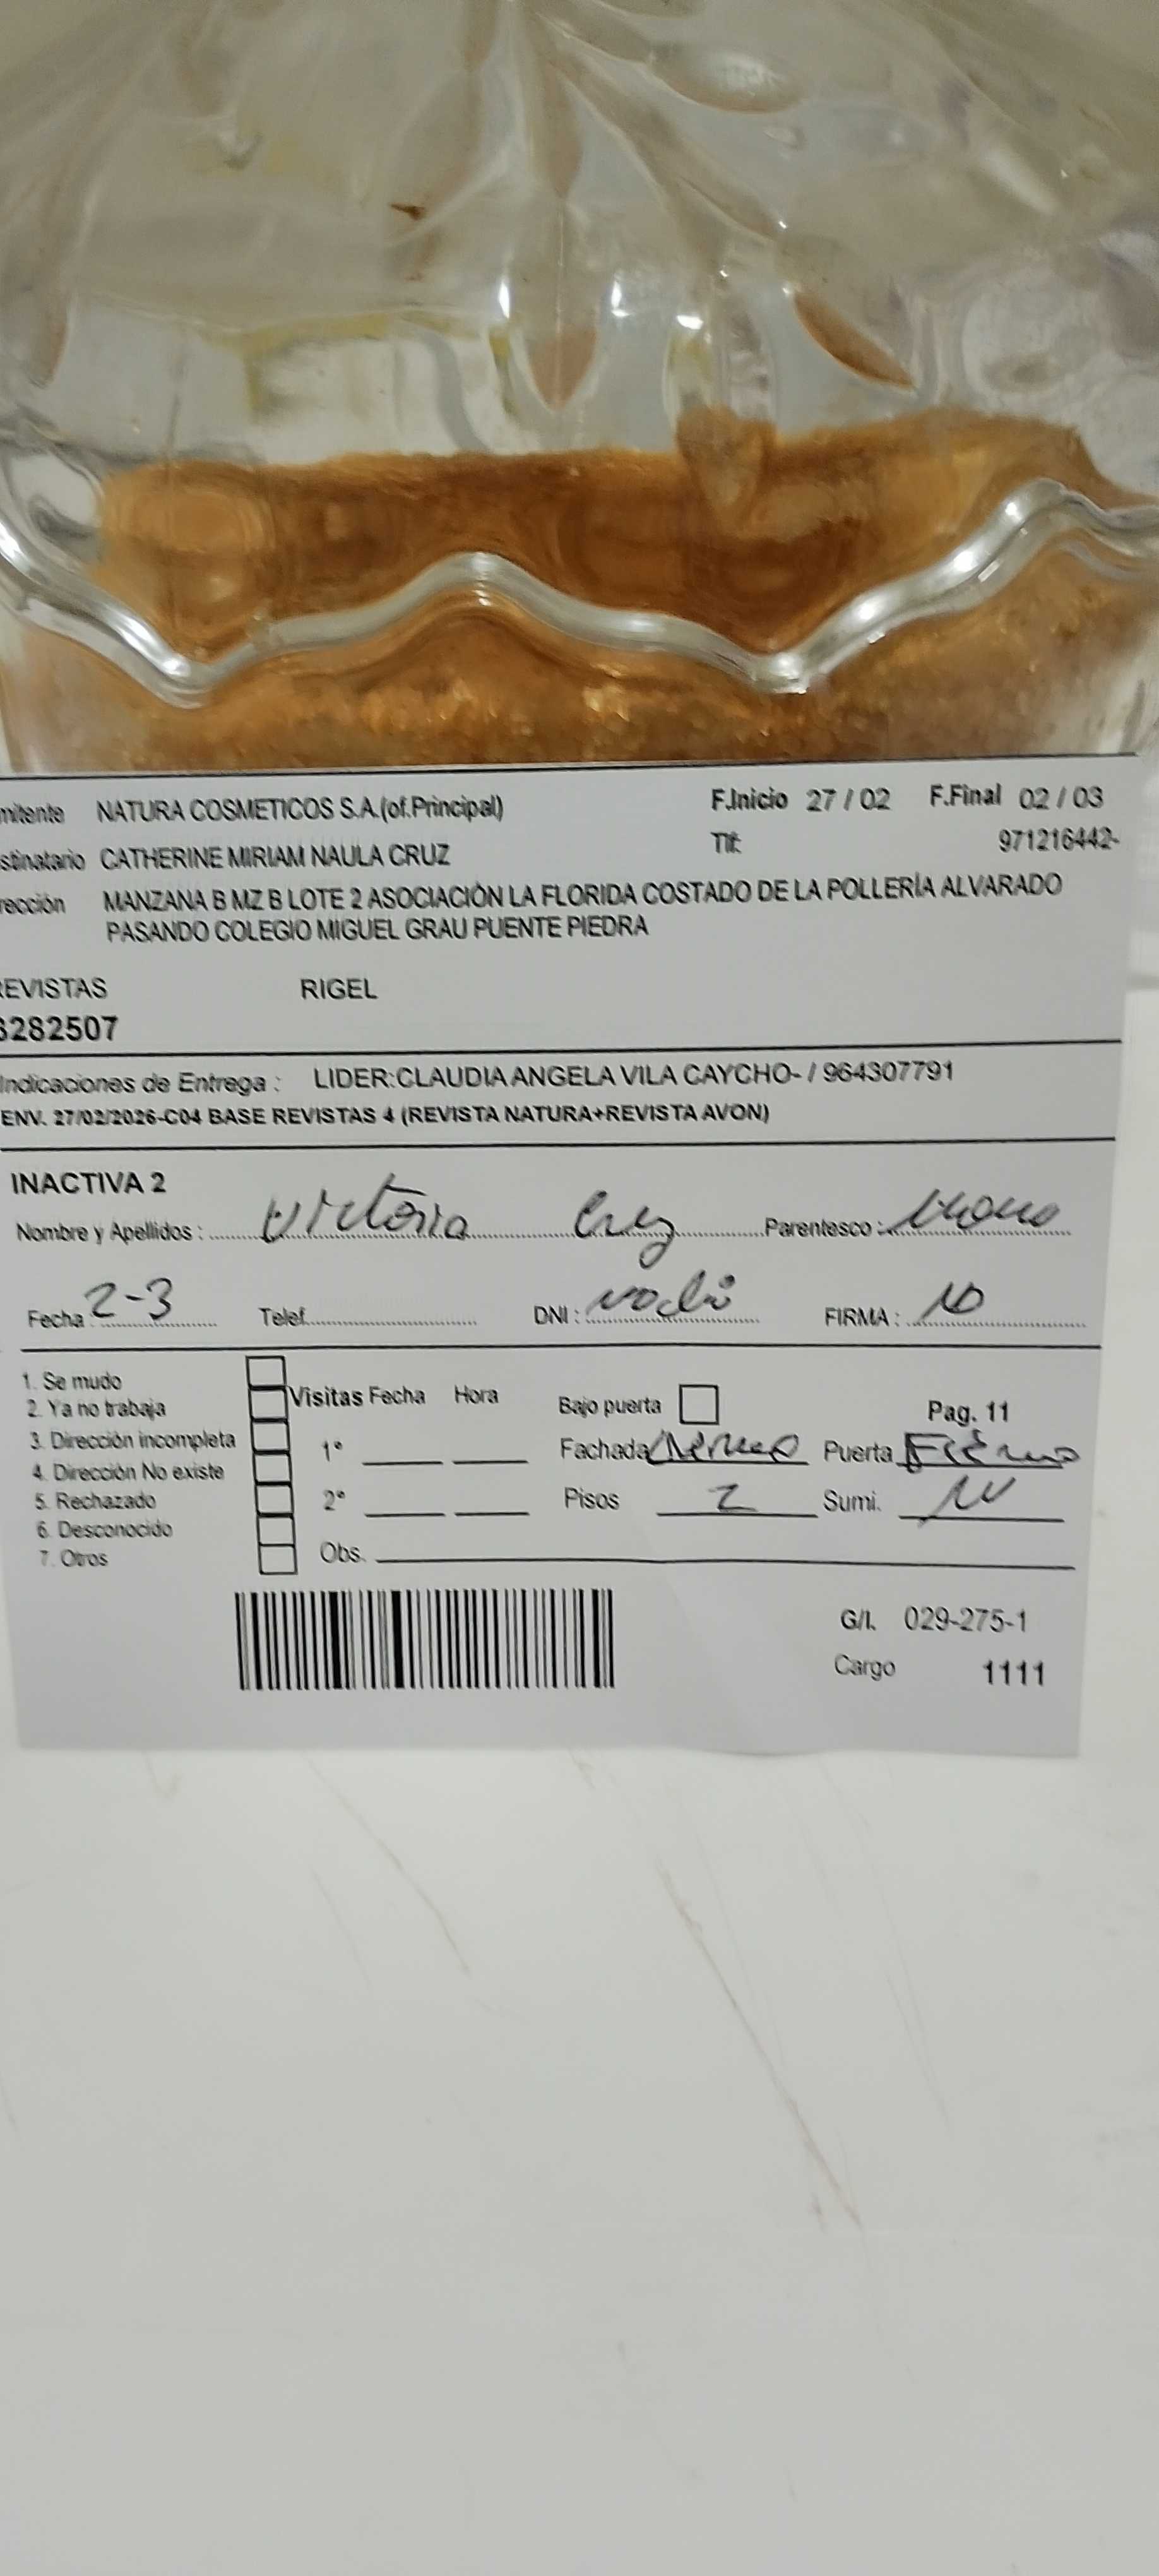 mitente NATURA COSMETICOS S.A.(of.Principal) F.Inicio 27 / 02 F.Final 02 / 03
stinatario CATHERINE MIRIAM NAULA CRUZ Tlf: 971216442-
rección MANZANA B MZ B LOTE 2 ASOCIACIÓN LA FLORIDA COSTADO DE LA POLLERÍA ALVARADO
PASANDO COLEGIO MIGUEL GRAU PUENTE PIEDRA
REVISTAS RIGEL
8282507
Indicaciones de Entrega : LIDER:CLAUDIA ANGELA VILA CAYCHO- / 964307791
ENV. 27/02/2026-C04 BASE REVISTAS 4 (REVISTA NATURA+REVISTA AVON)
INACTIVA 2
Nombre y Apellidos : Victoria Cruz Parentesco :
Fecha : 2-3 Telef. DNI : FIRMA :
1. Se mudo
2. Ya no trabaja
3. Dirección incompleta
4. Dirección No existe
5. Rechazado
6. Desconocido
7. Otros
Visitas Fecha Hora
1°
2°
Obs.
Bajo puerta Pag. 11
Fachada Puerta
Pisos 2 Sumi.
G/I. 029-275-1
Cargo 1111